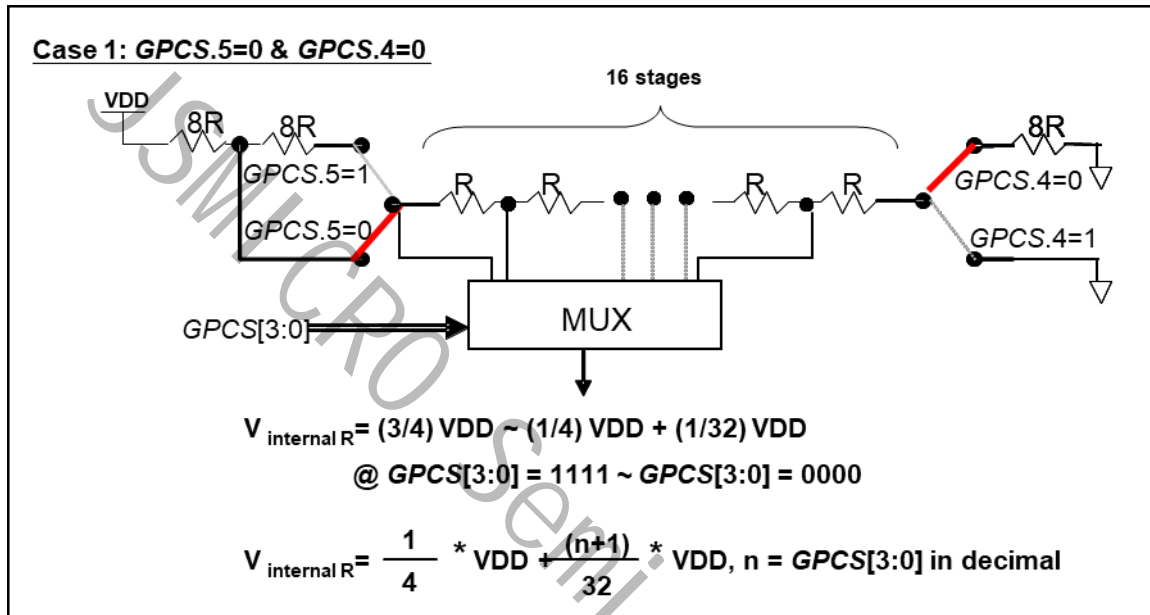 Case 1: GPCS.5=0 & GPCS.4=0
16 stages
VDD
8R
8R
8R
GPCS.5=1
GPCS.4=0
R
R
R
R
GPCS.5=0
GPCS.4=1
GPCS[3:0]
MUX
V internal R = (3/4) VDD ~ (1/4) VDD + (1/32) VDD
@ GPCS[3:0] = 1111 ~ GPCS[3:0] = 0000
V internal R = 1/4 * VDD + (n+1)/32 * VDD, n = GPCS[3:0] in decimal
JSMICRO Semi